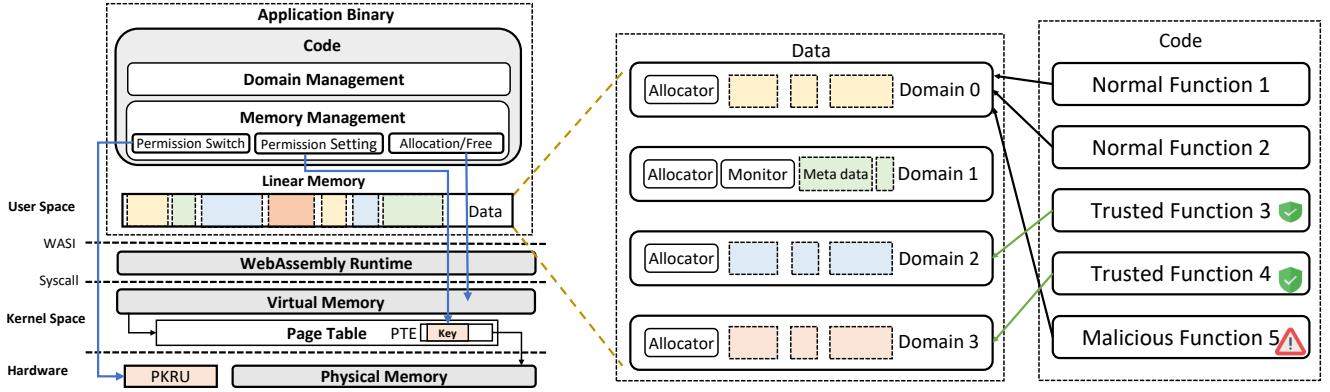 Application Binary
Code
Domain Management
Memory Management
Permission Switch
Permission Setting
Allocation/Free
Linear Memory
Data
User Space
WASI
WebAssembly Runtime
Syscall
Virtual Memory
Kernel Space
Page Table
PTE
Key
Hardware
PKRU
Physical Memory
Data
Allocator
Domain 0
Allocator
Monitor
Meta data
Domain 1
Allocator
Domain 2
Allocator
Domain 3
Code
Normal Function 1
Normal Function 2
Trusted Function 3
Trusted Function 4
Malicious Function 5